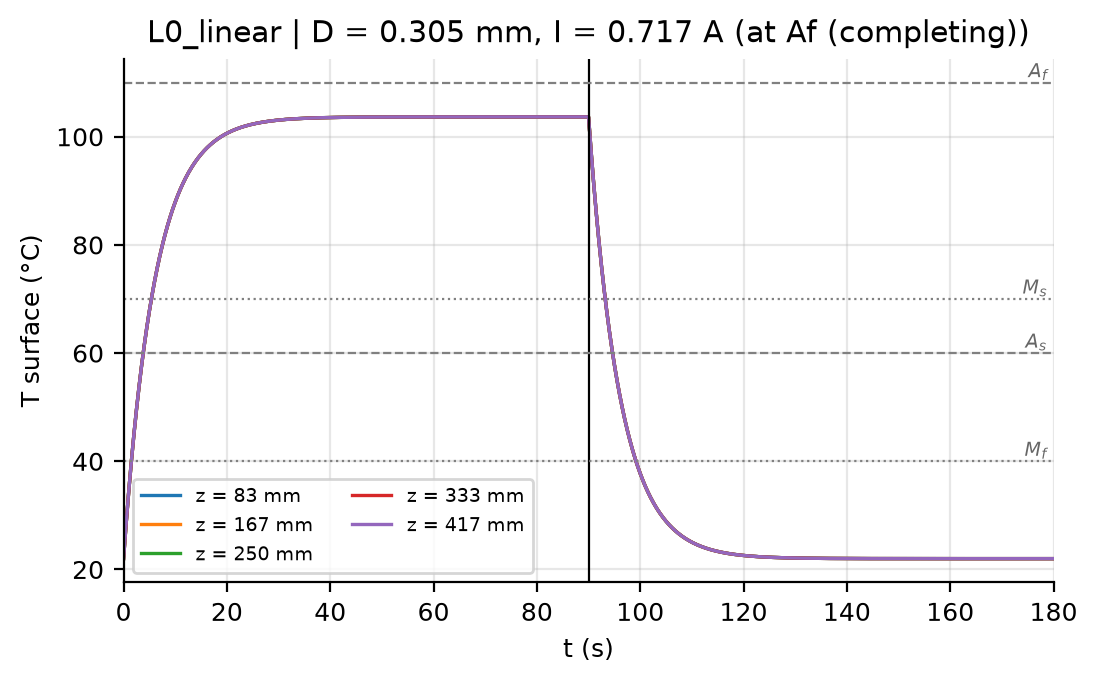 L0_linear | D = 0.305 mm, I = 0.717 A (at Af (completing))
T surface (°C)
100
80
60
40
20
A_f
M_s
A_s
M_f
z = 83 mm
z = 167 mm
z = 250 mm
z = 333 mm
z = 417 mm
0 20 40 60 80 100 120 140 160 180
t (s)